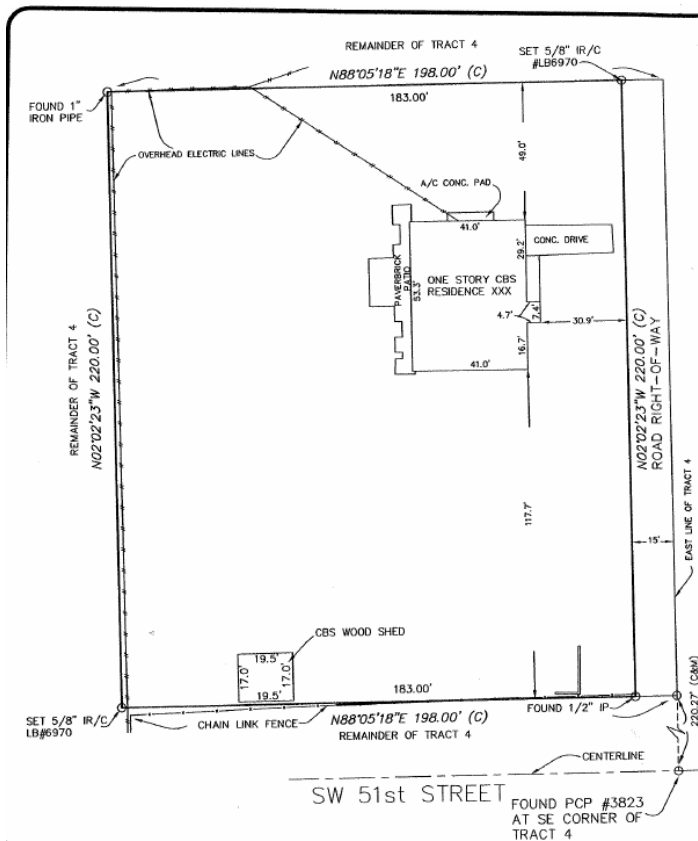 REMAINDER OF TRACT 4
SET 5/8" IR/C
#LB6970
N88°05'18"E 198.00' (C)
183.00'
FOUND 1"
IRON PIPE
OVERHEAD ELECTRIC LINES
49.0'
A/C CONC. PAD
41.0'
CONC. DRIVE
29.2'
PAVERBRICK
PATIO
53.3'
ONE STORY CBS
RESIDENCE XXX
4.7'
7.4'
30.9'
16.7'
41.0'
REMAINDER OF TRACT 4
N02°02'23"W 220.00' (C)
N02°02'23"W 220.00' (C)
ROAD RIGHT-OF-WAY
EAST LINE OF TRACT 4
117.7'
15'
CBS WOOD SHED
19.5'
17.0'
17.0'
19.5'
183.00'
SET 5/8" IR/C
LB#6970
CHAIN LINK FENCE
N88°05'18"E 198.00' (C)
REMAINDER OF TRACT 4
FOUND 1/2" IP
220.27' (C&M)
CENTERLINE
SW 51st STREET
FOUND PCP #3823
AT SE CORNER OF
TRACT 4